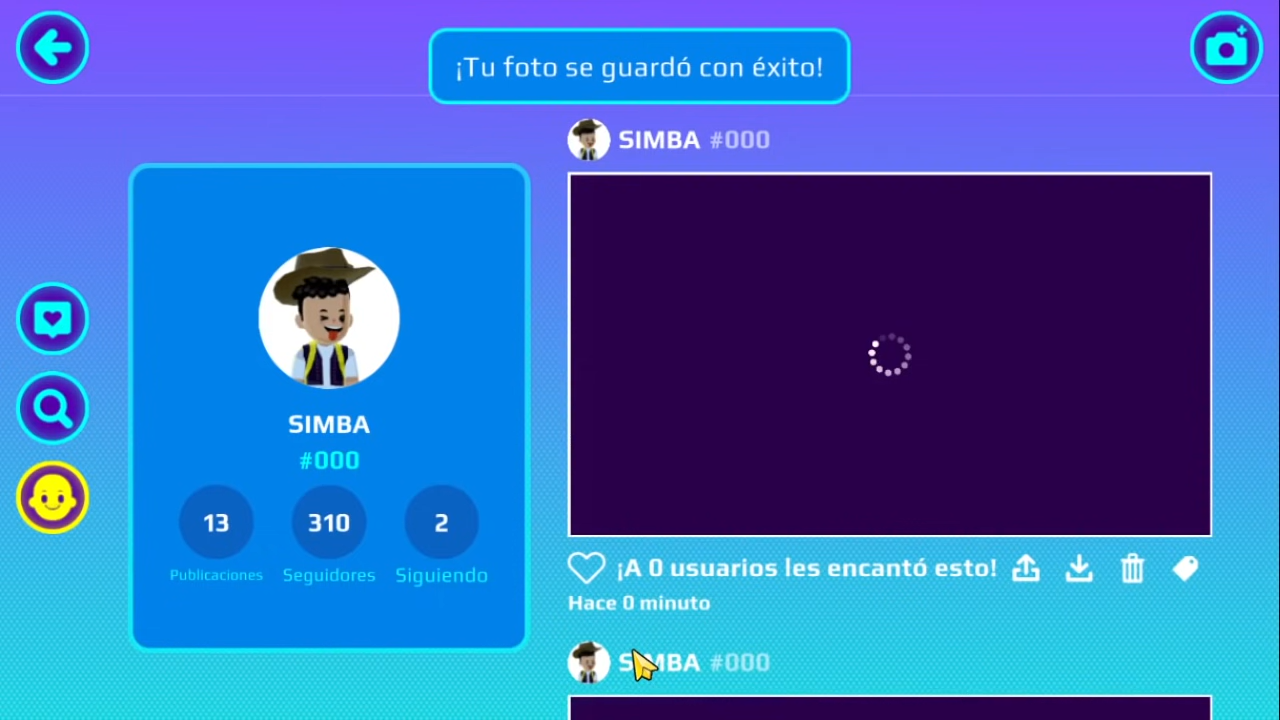 ¡Tu foto se guardó con éxito!
SIMBA #000
SIMBA
#000
13
310
2
Publicaciones
Seguidores
Siguiendo
¡A 0 usuarios les encantó esto!
Hace 0 minuto
SIMBA #000